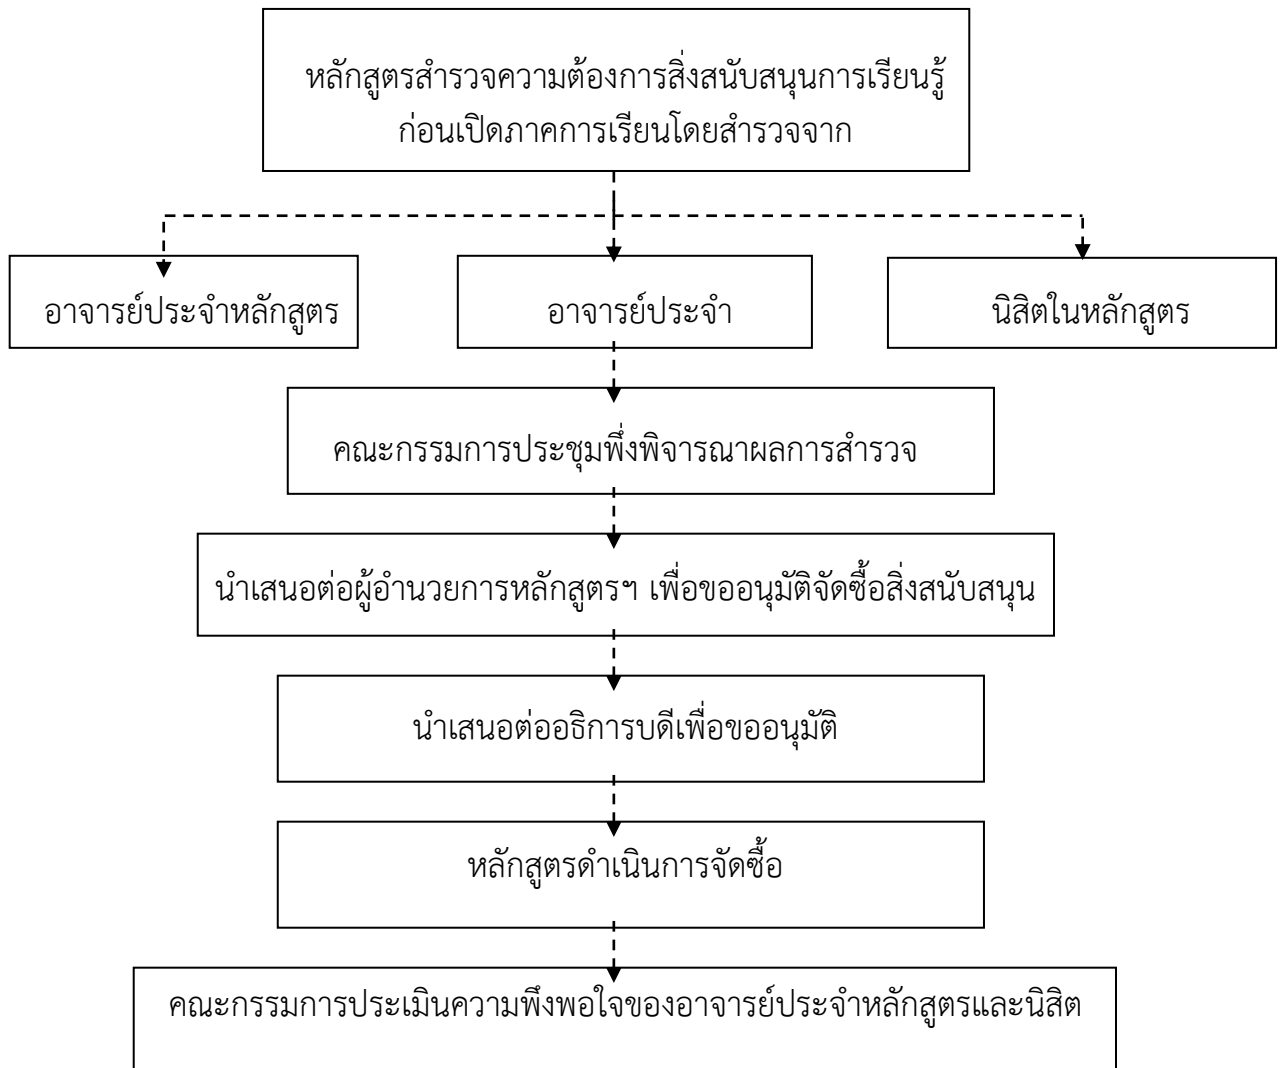 หลักสูตรสำรวจความต้องการสิ่งสนับสนุนการเรียนรู้
ก่อนเปิดภาคการเรียนโดยสำรวจจาก
อาจารย์ประจำหลักสูตร
อาจารย์ประจำ
นิสิตในหลักสูตร
คณะกรรมการประชุมพึ่งพิจารณาผลการสำรวจ
นำเสนอต่อผู้อำนวยการหลักสูตรฯ เพื่อขออนุมัติจัดซื้อสิ่งสนับสนุน
นำเสนอต่ออธิการบดีเพื่อขออนุมัติ
หลักสูตรดำเนินการจัดซื้อ
คณะกรรมการประเมินความพึงพอใจของอาจารย์ประจำหลักสูตรและนิสิต